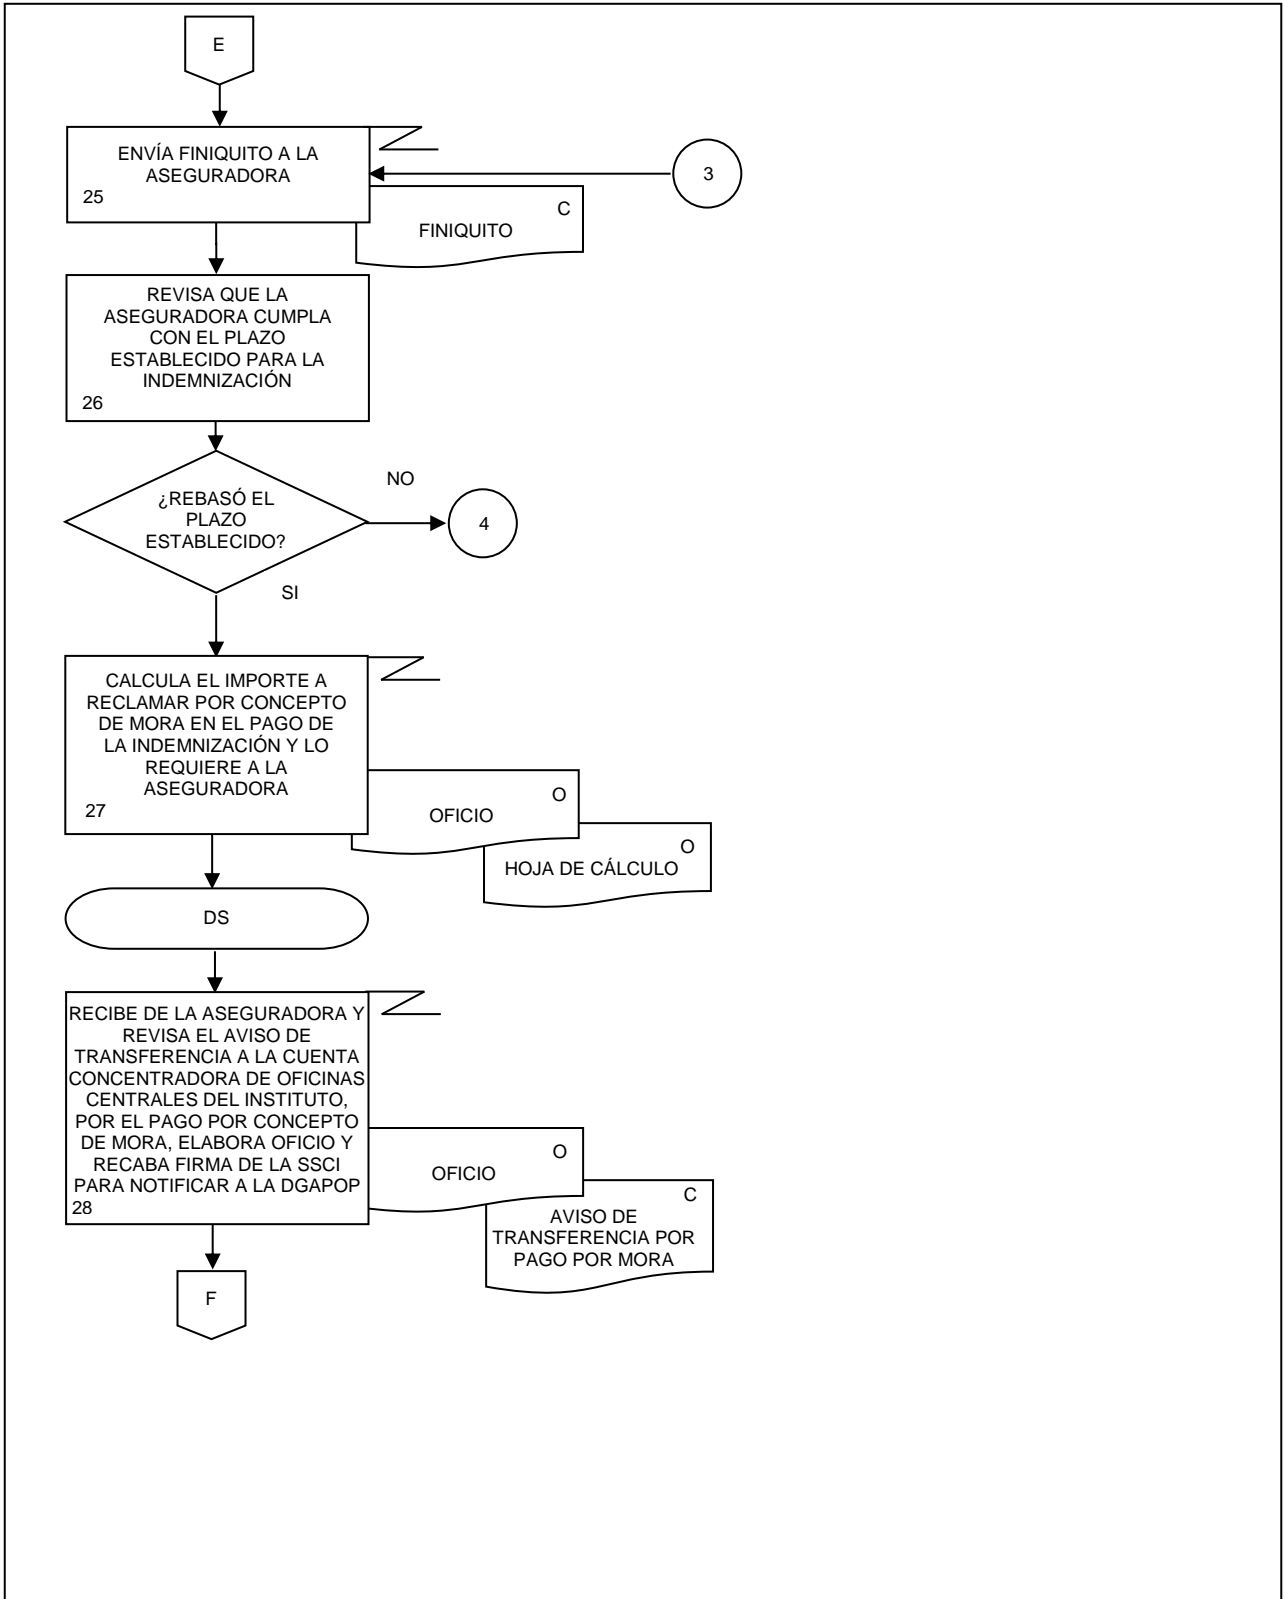 E
ENVÍA FINIQUITO A LA
ASEGURADORA
25
3
C
FINIQUITO
REVISA QUE LA
ASEGURADORA CUMPLA
CON EL PLAZO
ESTABLECIDO PARA LA
INDEMNIZACIÓN
26
¿REBASÓ EL
PLAZO
ESTABLECIDO?
NO
4
SI
CALCULA EL IMPORTE A
RECLAMAR POR CONCEPTO
DE MORA EN EL PAGO DE
LA INDEMNIZACIÓN Y LO
REQUIERE A LA
ASEGURADORA
27
O
OFICIO
O
HOJA DE CÁLCULO
DS
RECIBE DE LA ASEGURADORA Y
REVISA EL AVISO DE
TRANSFERENCIA A LA CUENTA
CONCENTRADORA DE OFICINAS
CENTRALES DEL INSTITUTO,
POR EL PAGO POR CONCEPTO
DE MORA, ELABORA OFICIO Y
RECABA FIRMA DE LA SSCI
PARA NOTIFICAR A LA DGAPOP
28
O
OFICIO
C
AVISO DE
TRANSFERENCIA POR
PAGO POR MORA
F